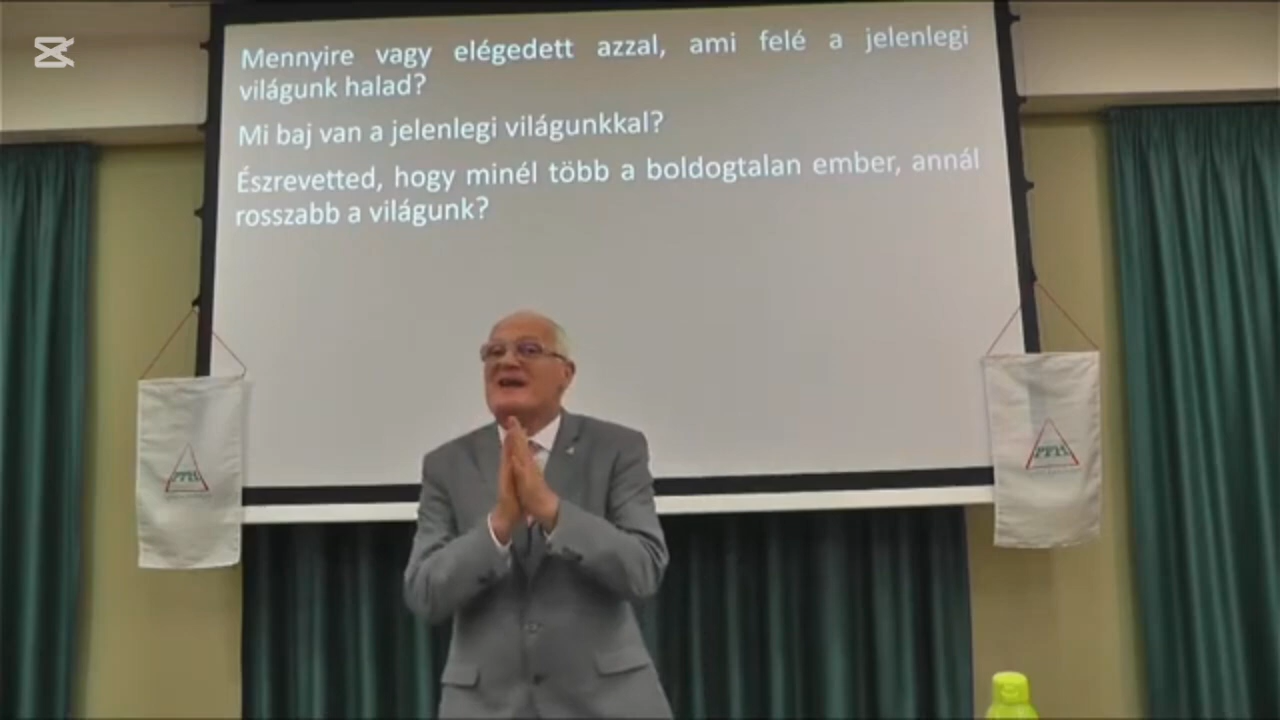 Mennyire vagy elégedett azzal, ami felé a jelenlegi
világunk halad?
Mi baj van a jelenlegi világunkkal?
Észrevetted, hogy minél több a boldogtalan ember, annál
rosszabb a világunk?